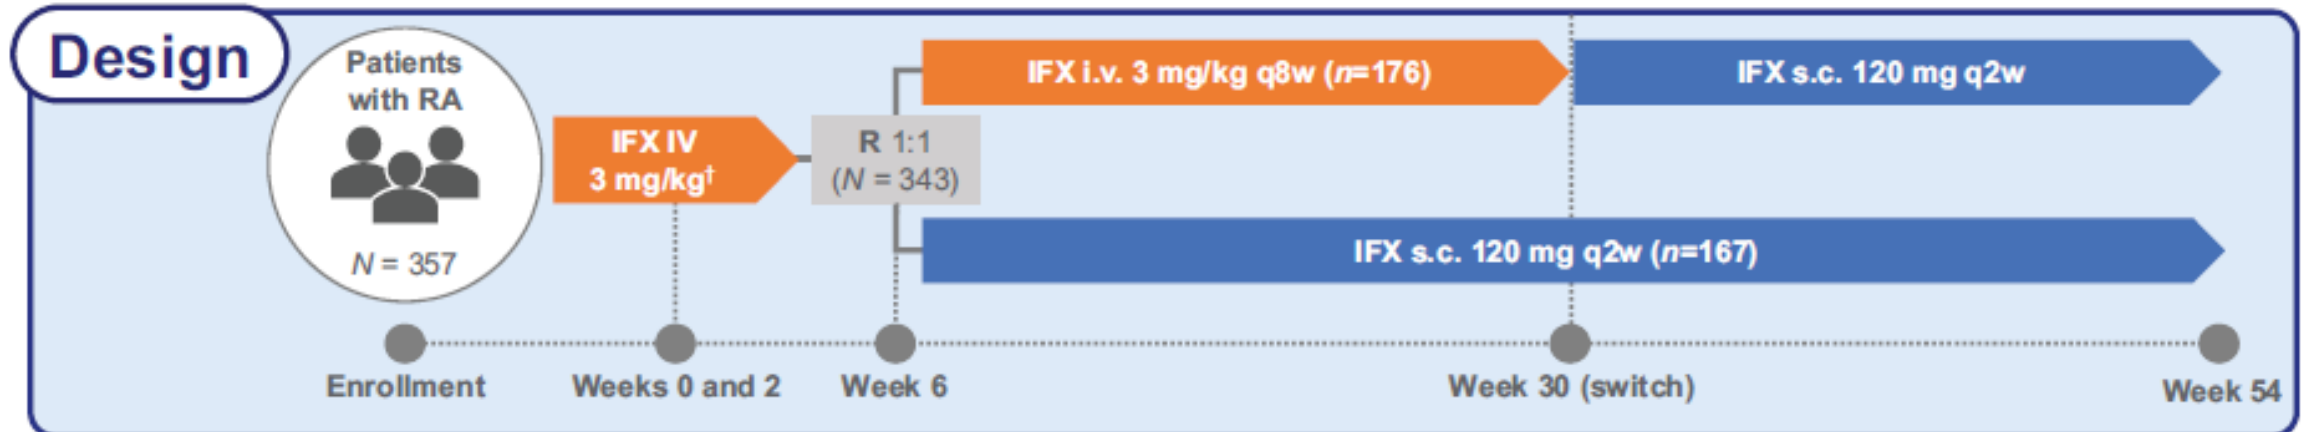 Design
Patients
with RA
N = 357
IFX IV
3 mg/kg†
R 1:1
(N = 343)
IFX i.v. 3 mg/kg q8w (n=176)
IFX s.c. 120 mg q2w
IFX s.c. 120 mg q2w (n=167)
Enrollment
Weeks 0 and 2
Week 6
Week 30 (switch)
Week 54